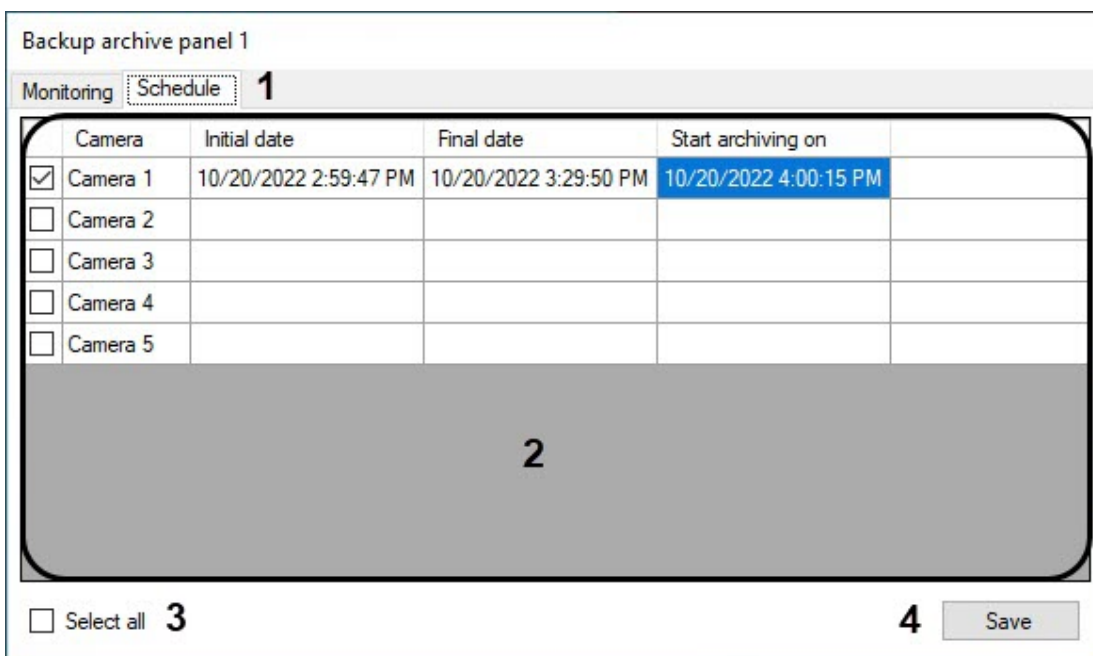 Backup archive panel 1
Monitoring Schedule 1
Camera Initial date Final date Start archiving on
Camera 1 10/20/2022 2:59:47 PM 10/20/2022 3:29:50 PM 10/20/2022 4:00:15 PM
Camera 2
Camera 3
Camera 4
Camera 5
2
Select all 3 4 Save